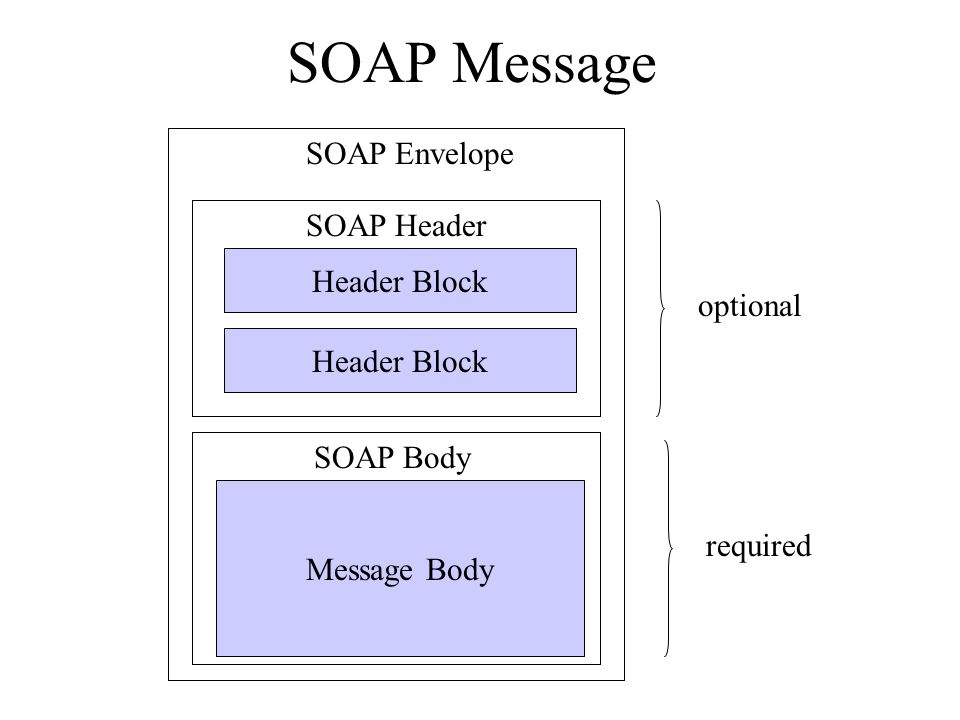 SOAP Message
SOAP Envelope
SOAP Header
Header Block
Header Block
optional
SOAP Body
Message Body
required